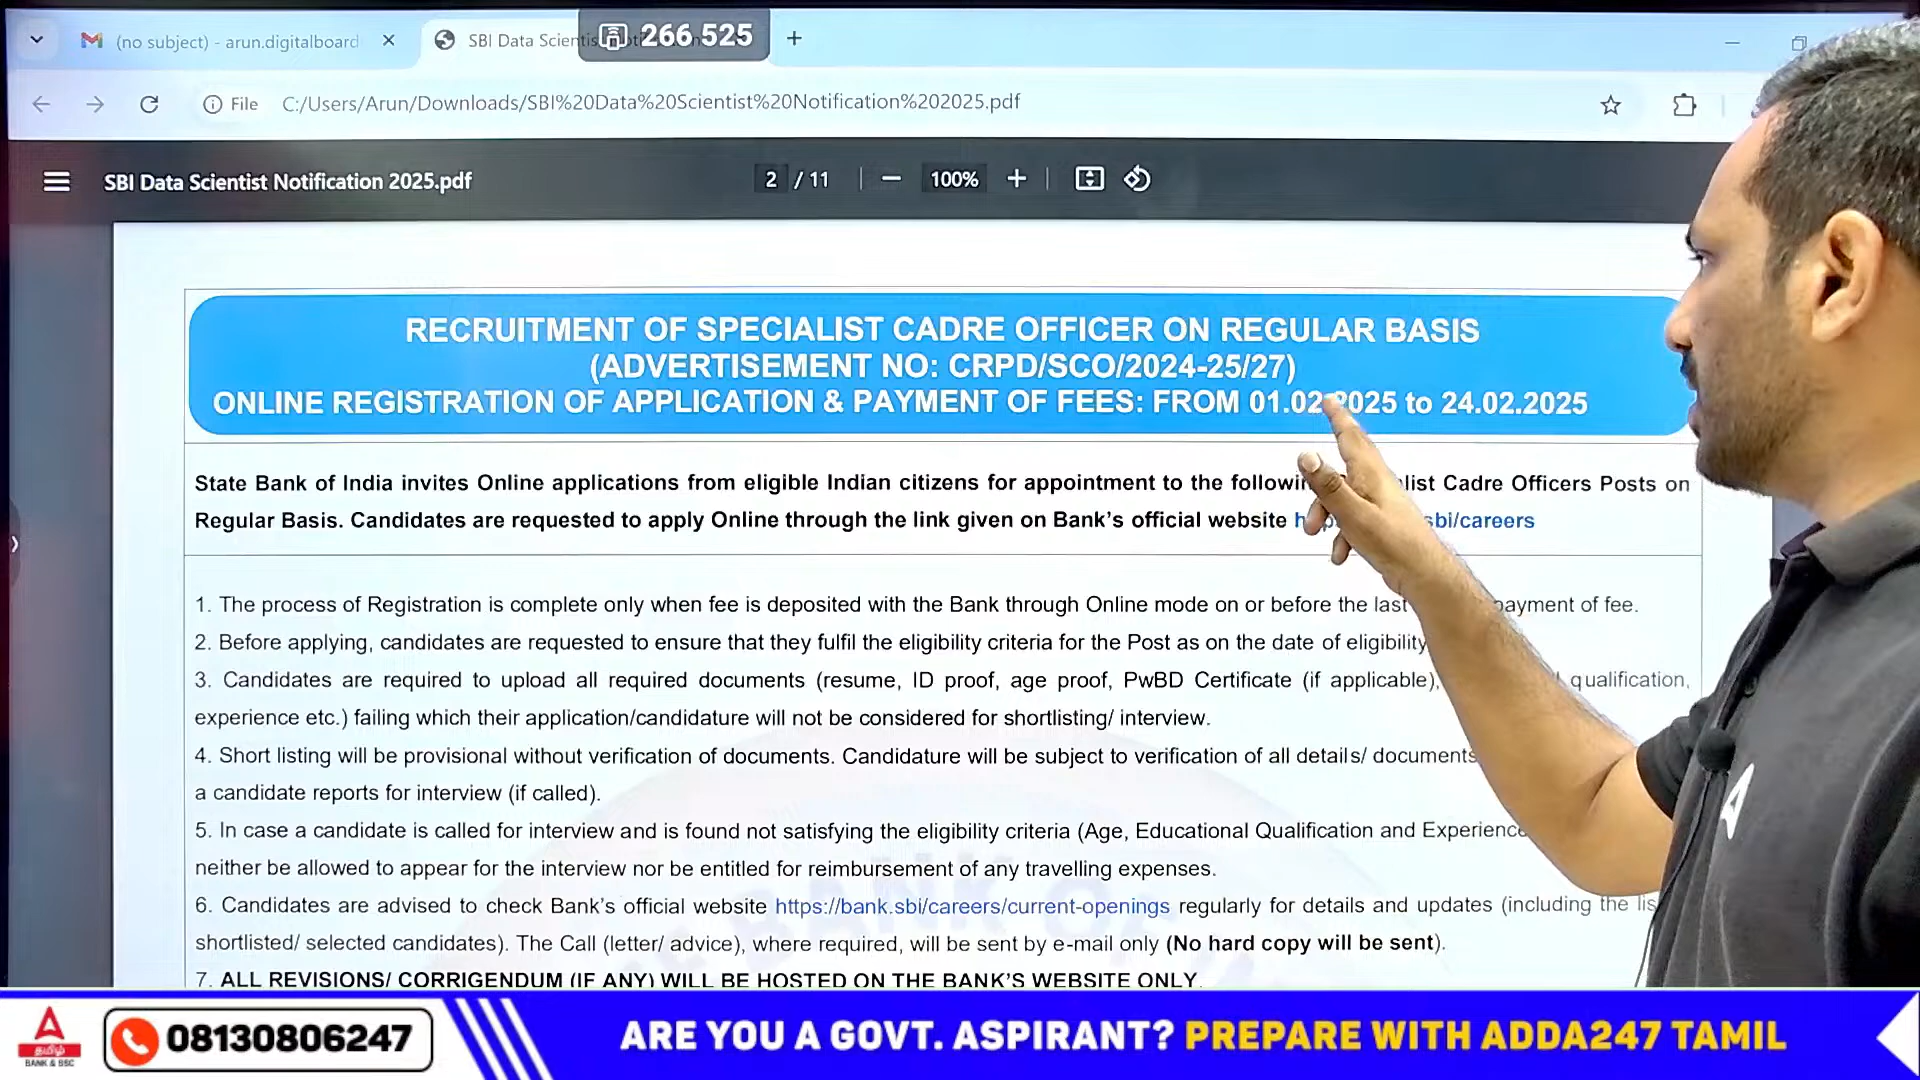 (no subject) - arun.digitalboard
SBI Data Scientis
266 525
File C:/Users/Arun/Downloads/SBI%20Data%20Scientist%20Notification%202025.pdf
SBI Data Scientist Notification 2025.pdf
2 / 11
100%
RECRUITMENT OF SPECIALIST CADRE OFFICER ON REGULAR BASIS
(ADVERTISEMENT NO: CRPD/SCO/2024-25/27)
ONLINE REGISTRATION OF APPLICATION & PAYMENT OF FEES: FROM 01.02.2025 to 24.02.2025
State Bank of India invites Online applications from eligible Indian citizens for appointment to the followin list Cadre Officers Posts on
Regular Basis. Candidates are requested to apply Online through the link given on Bank's official website sbi/careers
1. The process of Registration is complete only when fee is deposited with the Bank through Online mode on or before the last payment of fee.
2. Before applying, candidates are requested to ensure that they fulfil the eligibility criteria for the Post as on the date of eligibility
3. Candidates are required to upload all required documents (resume, ID proof, age proof, PwBD Certificate (if applicable), qualification,
experience etc.) failing which their application/candidature will not be considered for shortlisting/ interview.
4. Short listing will be provisional without verification of documents. Candidature will be subject to verification of all details/ documents
a candidate reports for interview (if called).
5. In case a candidate is called for interview and is found not satisfying the eligibility criteria (Age, Educational Qualification and Experience
neither be allowed to appear for the interview nor be entitled for reimbursement of any travelling expenses.
6. Candidates are advised to check Bank's official website https://bank.sbi/careers/current-openings regularly for details and updates (including the lis
shortlisted/ selected candidates). The Call (letter/ advice), where required, will be sent by e-mail only (No hard copy will be sent).
7. ALL REVISIONS/ CORRIGENDUM (IF ANY) WILL BE HOSTED ON THE BANK'S WEBSITE ONLY.
தமிழ்
BANK & SSC
08130806247
ARE YOU A GOVT. ASPIRANT? PREPARE WITH ADDA247 TAMIL